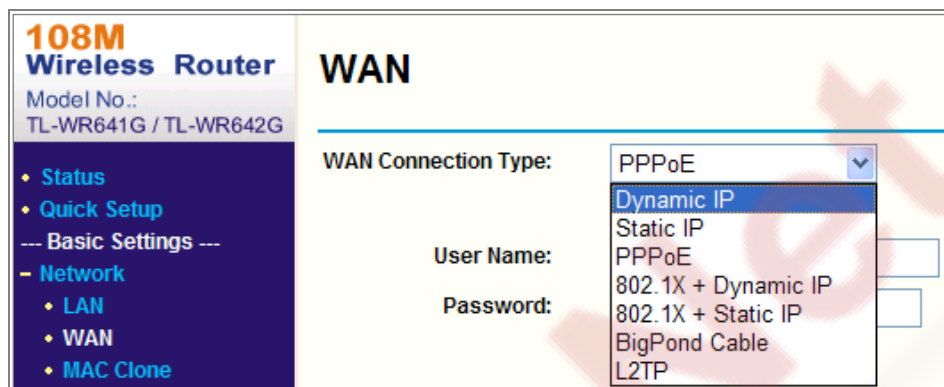 108M
Wireless Router
Model No.:
TL-WR641G / TL-WR642G
Status
Quick Setup
--- Basic Settings ---
Network
LAN
WAN
MAC Clone
WAN
WAN Connection Type:
PPPoE
Dynamic IP
Static IP
PPPoE
802.1X + Dynamic IP
802.1X + Static IP
BigPond Cable
L2TP
User Name:
Password: